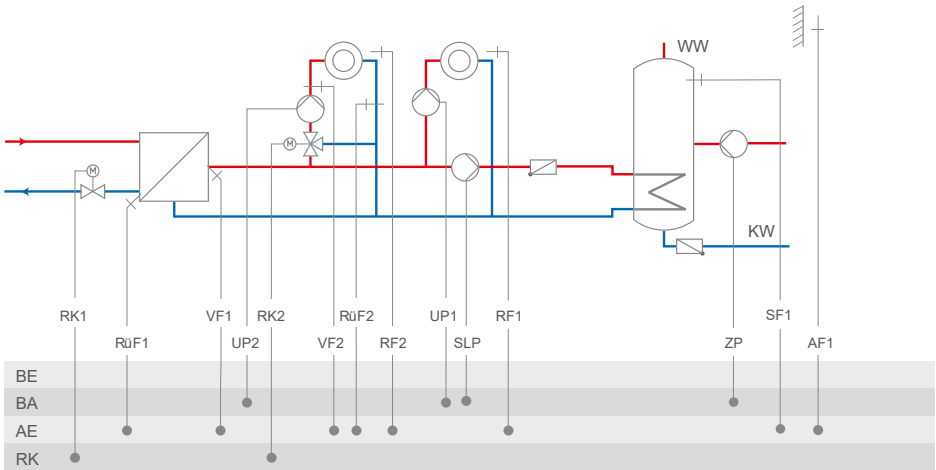 WW
M
M
KW
RK1 VF1 RK2 RüF2 UP1 RF1 SF1
RüF1 UP2 VF2 RF2 SLP ZP AF1
BE
BA
AE
RK